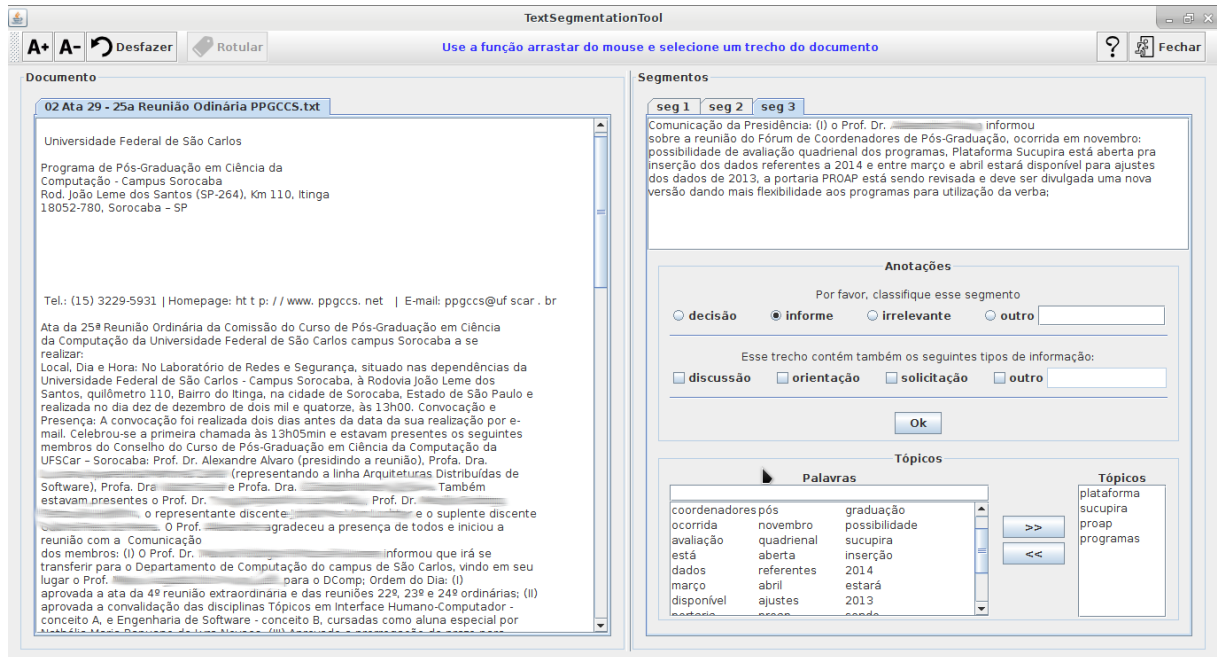 TextSegmentationTool
A+ A- Desfazer Rotular
Use a função arrastar do mouse e selecione um trecho do documento
? Fechar
Documento
02 Ata 29 - 25a Reunião Odinária PPGCCS.txt
Universidade Federal de São Carlos
Programa de Pós-Graduação em Ciência da
Computação - Campus Sorocaba
Rod. João Leme dos Santos (SP-264), Km 110, Itinga
18052-780, Sorocaba – SP
Tel.: (15) 3229-5931 | Homepage: ht t p: / / www. ppgccs. net | E-mail: ppgccs@uf scar . br
Ata da 25ª Reunião Ordinária da Comissão do Curso de Pós-Graduação em Ciência
da Computação da Universidade Federal de São Carlos campus Sorocaba a se
realizar:
Local, Dia e Hora: No Laboratório de Redes e Segurança, situado nas dependências da
Universidade Federal de São Carlos - Campus Sorocaba, à Rodovia João Leme dos
Santos, quilômetro 110, Bairro do Itinga, na cidade de Sorocaba, Estado de São Paulo e
realizada no dia dez de dezembro de dois mil e quatorze, às 13h00. Convocação e
Presença: A convocação foi realizada dois dias antes da data da sua realização por e-
mail. Celebrou-se a primeira chamada às 13h05min e estavam presentes os seguintes
membros do Conselho do Curso de Pós-Graduação em Ciência da Computação da
UFSCar – Sorocaba: Prof. Dr. Alexandre Alvaro (presidindo a reunião), Profa. Dra.
(representando a linha Arquiteturas Distribuídas de
Software), Profa. Dra e Profa. Dra. Também
estavam presentes o Prof. Dr. Prof. Dr.
o representante discente e o suplente discente
O Prof. agradeceu a presença de todos e iniciou a
reunião com a Comunicação
dos membros: (I) O Prof. Dr. informou que irá se
transferir para o Departamento de Computação do campus de São Carlos, vindo em seu
lugar o Prof. para o DComp; Ordem do Dia: (I)
aprovada a ata da 4º reunião extraordinária e das reuniões 22º, 23º e 24º ordinárias; (II)
aprovada a convalidação das disciplinas Tópicos em Interface Humano-Computador -
conceito A, e Engenharia de Software - conceito B, cursadas como aluna especial por
Segmentos
seg 1 seg 2 seg 3
Comunicação da Presidência: (I) o Prof. Dr. informou
sobre a reunião do Fórum de Coordenadores de Pós-Graduação, ocorrida em novembro:
possibilidade de avaliação quadrienal dos programas, Plataforma Sucupira está aberta pra
inserção dos dados referentes a 2014 e entre março e abril estará disponível para ajustes
dos dados de 2013, a portaria PROAP está sendo revisada e deve ser divulgada uma nova
versão dando mais flexibilidade aos programas para utilização da verba;
Anotações
Por favor, classifique esse segmento
decisão informe irrelevante outro
Esse trecho contém também os seguintes tipos de informação:
discussão orientação solicitação outro
Ok
Tópicos
Palavras
coordenadores pós graduação
ocorrida novembro possibilidade
avaliação quadrienal sucupira
está aberta inserção
dados referentes 2014
março abril estará
disponível ajustes 2013
portaria proap sendo
>>
<<
Tópicos
plataforma
sucupira
proap
programas